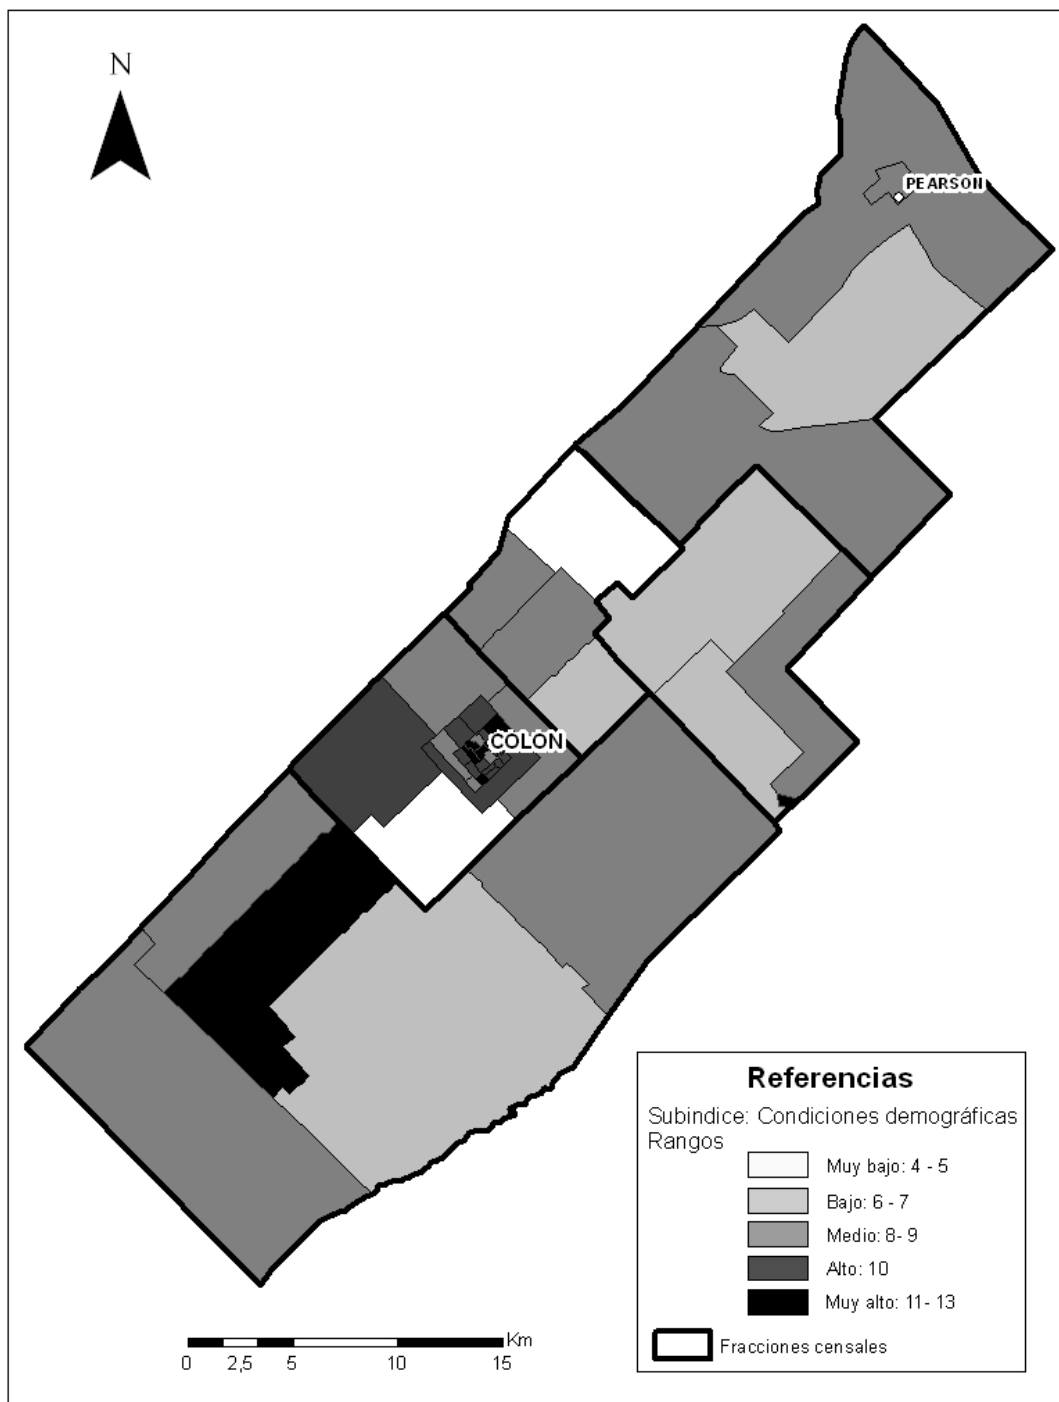 N
PEARSON
COLON
Referencias
Subindice: Condiciones demográficas
Rangos
Muy bajo: 4 - 5
Bajo: 6 - 7
Medio: 8- 9
Alto: 10
Muy alto: 11- 13
Fracciones censales
Km
0 2,5 5 10 15